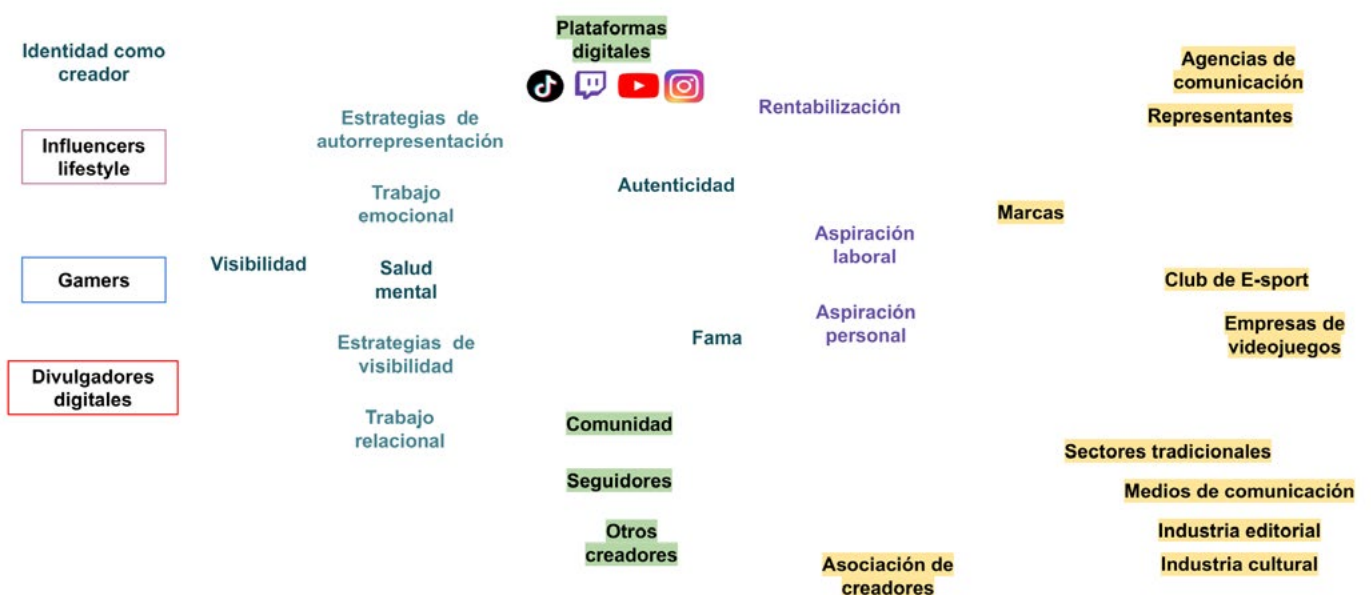 Identidad como
creador
Influencers
lifestyle
Gamers
Divulgadores
digitales
Visibilidad
Estrategias de
autorrepresentación
Trabajo
emocional
Salud
mental
Estrategias de
visibilidad
Trabajo
relacional
Plataformas
digitales
Autenticidad
Fama
Comunidad
Seguidores
Otros
creadores
Rentabilización
Aspiración
laboral
Aspiración
personal
Asociación de
creadores
Marcas
Agencias de
comunicación
Representantes
Club de E-sport
Empresas de
videojuegos
Sectores tradicionales
Medios de comunicación
Industria editorial
Industria cultural